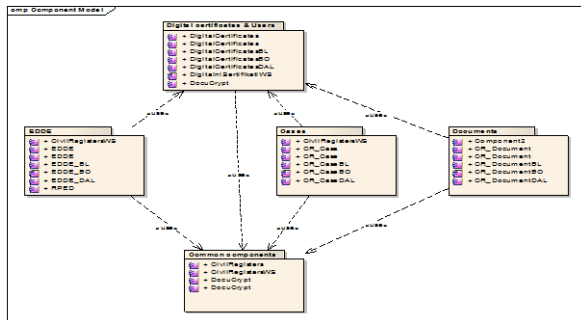 cmp Component Model
Digital certificates & Users
+ DigitalCertificates
+ DigitalCertificates
+ DigitalCertificatesBL
+ DigitalCertificatesBO
+ DigitalCertificatesDAL
+ DigitalniSertifikatiWS
+ DocuCrypt
«use»
«use»
«use»
«use»
EDDE
+ CivilRegistersWS
+ EDDE
+ EDDE
+ EDDE_BL
+ EDDE_BO
+ EDDE_DAL
+ RPED
Cases
+ CivilRegistersWS
+ CR_Case
+ CR_Case
+ CR_CaseBL
+ CR_CaseBO
+ CR_CaseDAL
Documents
+ Component2
+ CR_Document
+ CR_Document
+ CR_DocumentBL
+ CR_DocumentBO
+ CR_DocumentDAL
«use»
«use»
«use»
Common components
+ CivilRegisters
+ CivilRegistersWS
+ DocuCrypt
+ DocuCrypt